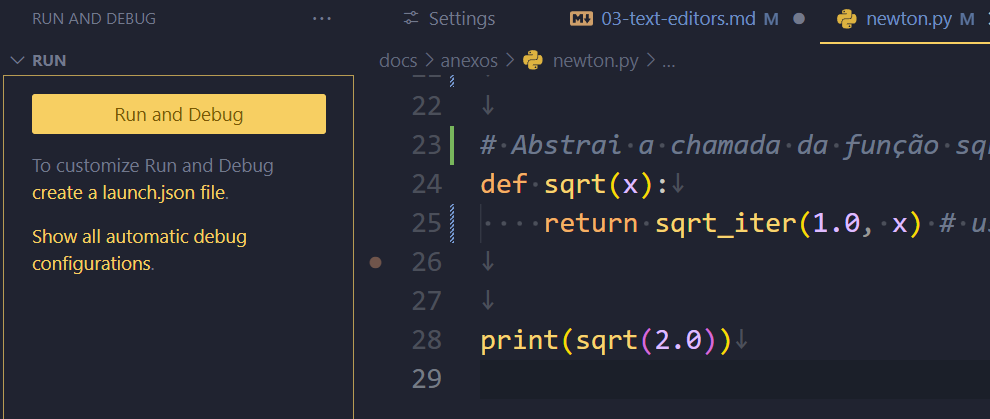 RUN AND DEBUG ···
Settings
03-text-editors.md M
newton.py M
RUN
docs > anexos > newton.py > ...
Run and Debug
To customize Run and Debug
create a launch.json file.
Show all automatic debug
configurations.
22 ↓
23 # Abstrai a chamada da função sq
24 def sqrt(x):↓
25 ····return sqrt_iter(1.0, x) # u
26 ↓
27 ↓
28 print(sqrt(2.0))↓
29